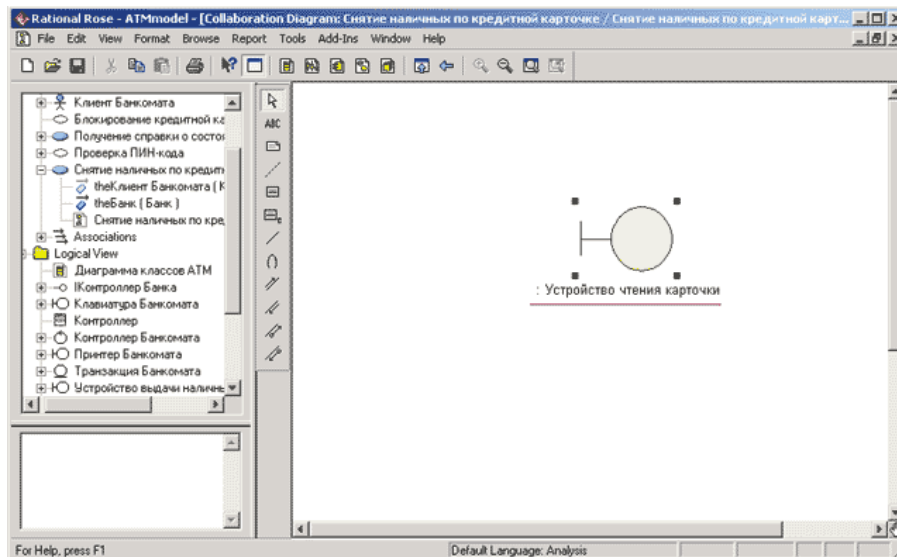 Rational Rose - ATMmodel - [Collaboration Diagram: Снятие наличных по кредитной карточке / Снятие наличных по кредитной карт...
File Edit View Format Browse Report Tools Add-Ins Window Help
Клиент Банкомата
Блокирование кредитной ка
Получение справки о состоя
Проверка ПИН-кода
Снятие наличных по кредитн
theКлиент Банкомата ( К
theБанк ( Банк )
Снятие наличных по кре
Associations
Logical View
Диаграмма классов АТМ
IКонтроллер Банка
Клавиатура Банкомата
Контроллер
Контроллер Банкомата
Принтер Банкомата
Транзакция Банкомата
Устройство выдачи наличн
ABC
: Устройство чтения карточки
For Help, press F1
Default Language: Analysis